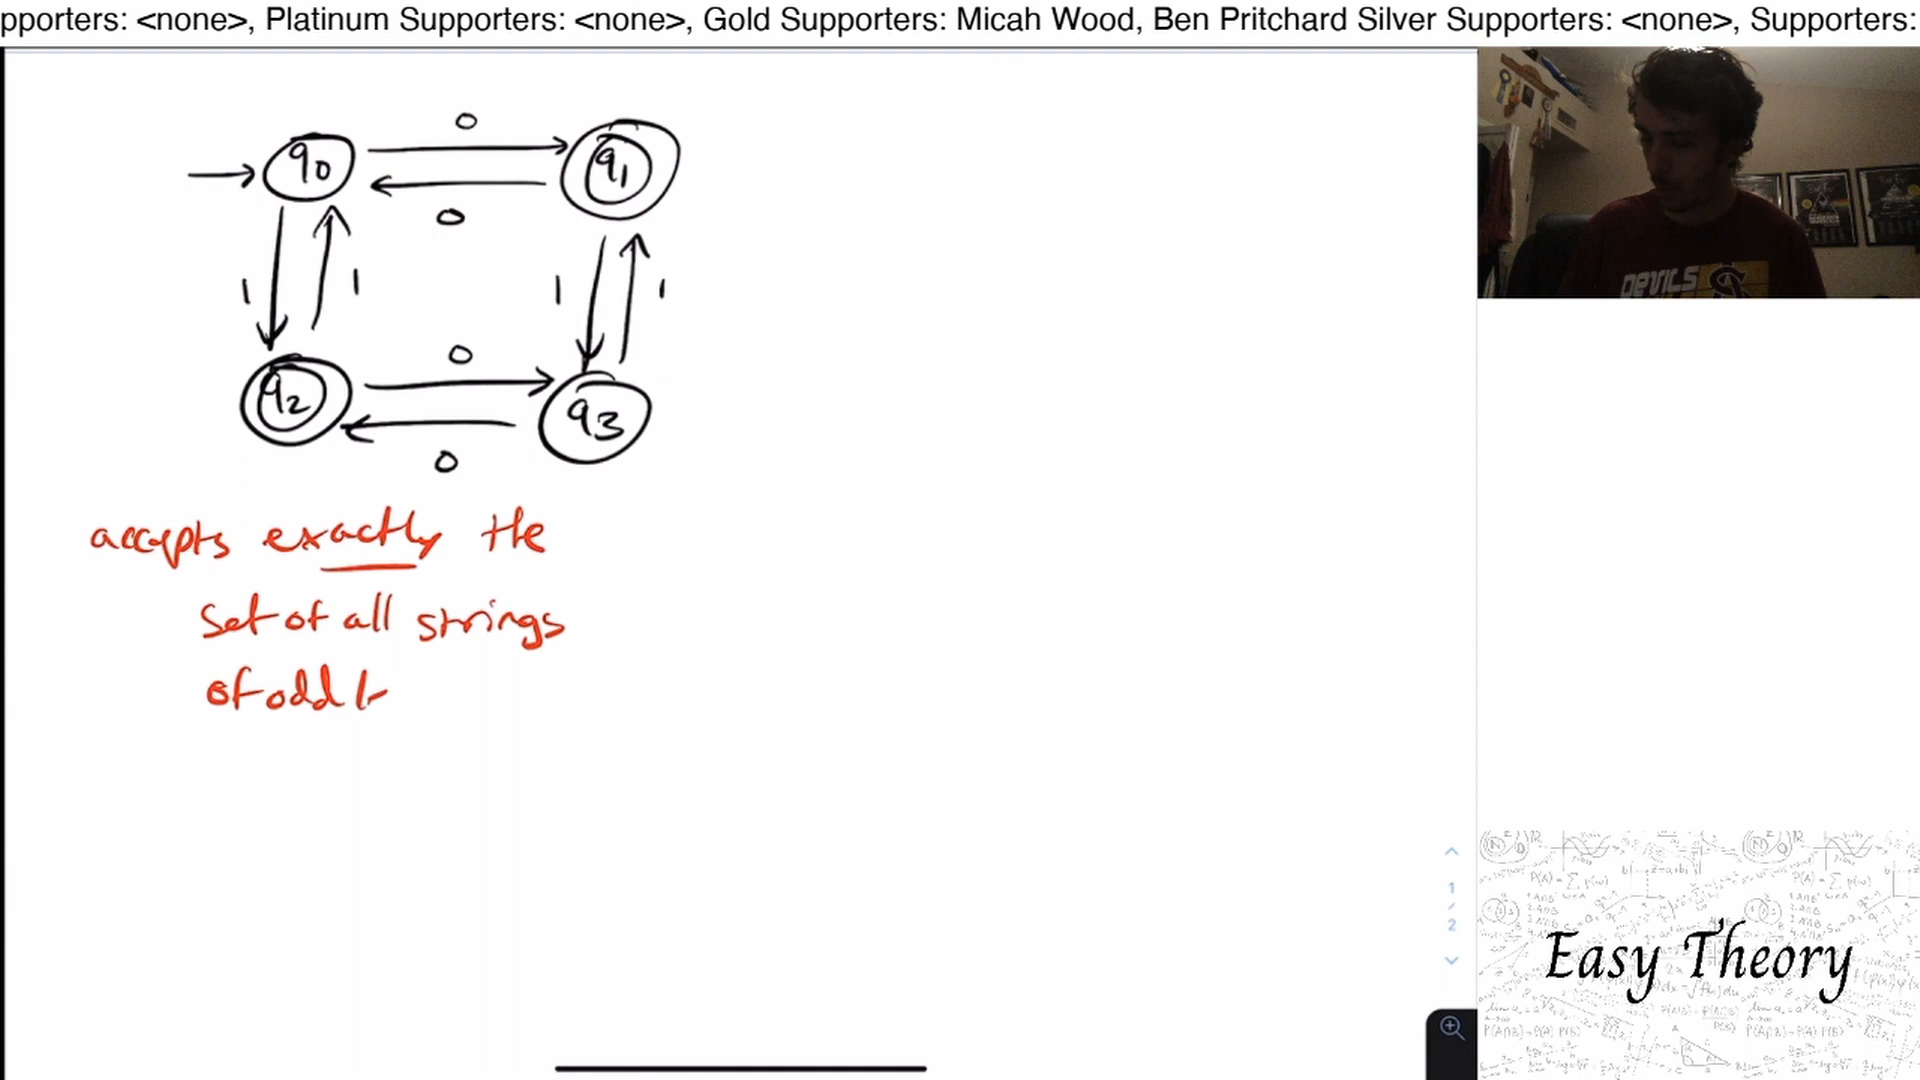 pporters: <none>, Platinum Supporters: <none>, Gold Supporters: Micah Wood, Ben Pritchard Silver Supporters: <none>, Supporters:
0
q0 q1
0
1 1 1 1
0
q2 q3
0
accepts exactly the
set of all strings
of odd
DEVILS
1
2
Easy Theory